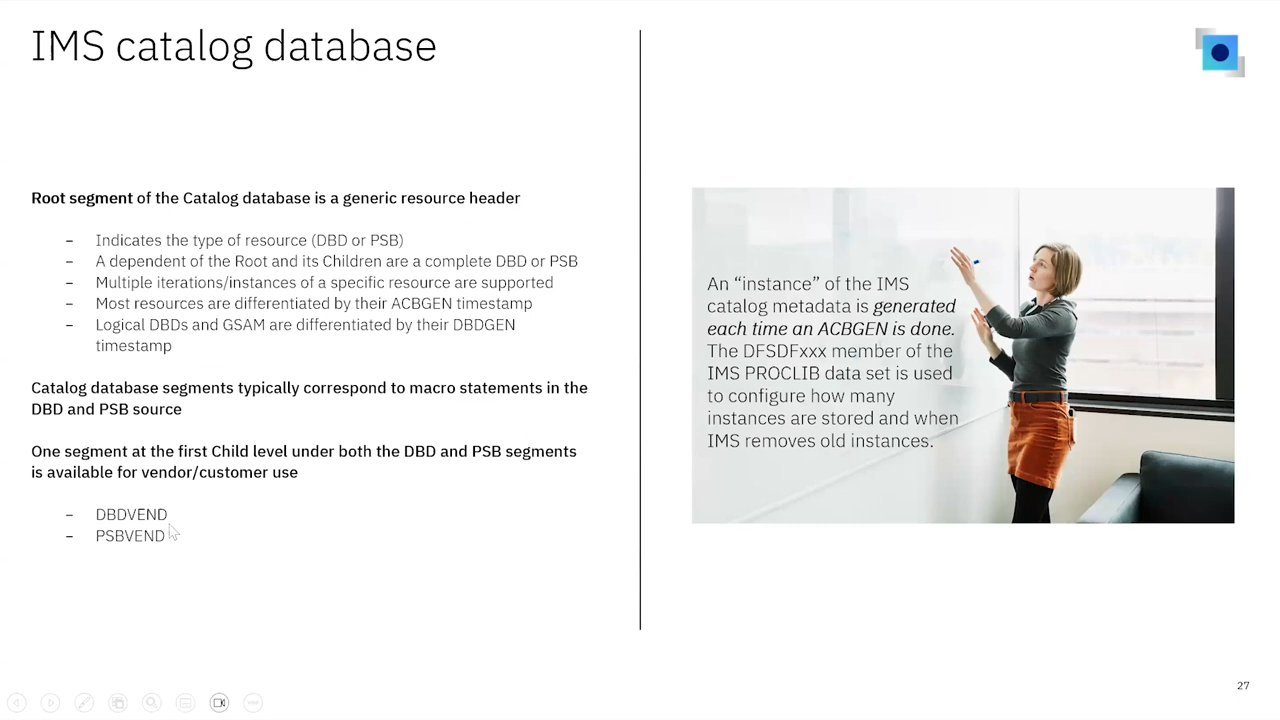 IMS catalog database
Root segment of the Catalog database is a generic resource header
– Indicates the type of resource (DBD or PSB)
– A dependent of the Root and its Children are a complete DBD or PSB
– Multiple iterations/instances of a specific resource are supported
– Most resources are differentiated by their ACBGEN timestamp
– Logical DBDs and GSAM are differentiated by their DBDGEN
timestamp
Catalog database segments typically correspond to macro statements in the
DBD and PSB source
One segment at the first Child level under both the DBD and PSB segments
is available for vendor/customer use
– DBDVEND
– PSBVEND
An “instance” of the IMS
catalog metadata is generated
each time an ACBGEN is done.
The DFSDFxxx member of the
IMS PROCLIB data set is used
to configure how many
instances are stored and when
IMS removes old instances.
27